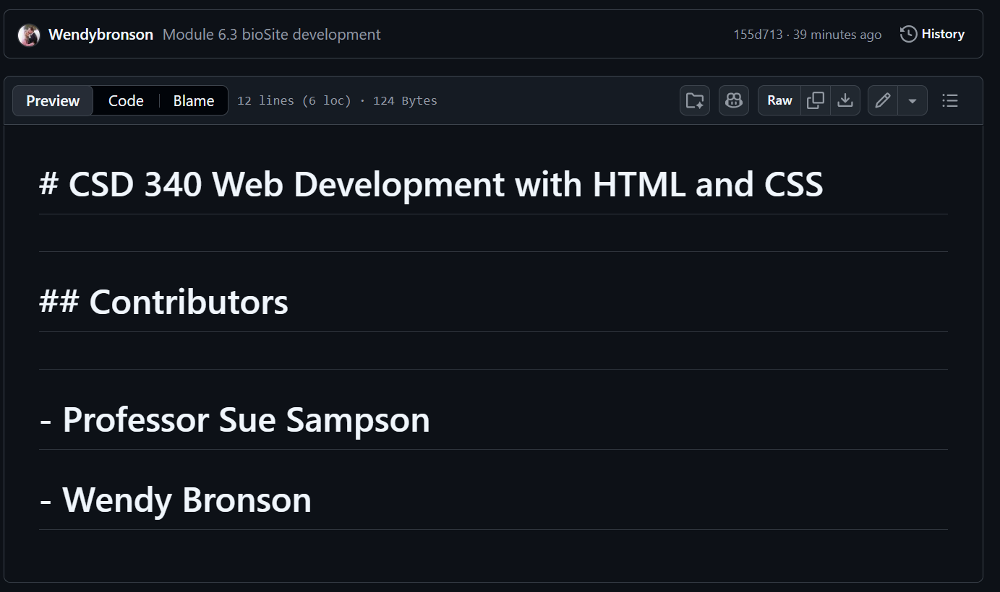 Wendybronson Module 6.3 bioSite development 155d713 · 39 minutes ago History
Preview Code Blame 12 lines (6 loc) · 124 Bytes Raw
# CSD 340 Web Development with HTML and CSS
## Contributors
- Professor Sue Sampson
- Wendy Bronson